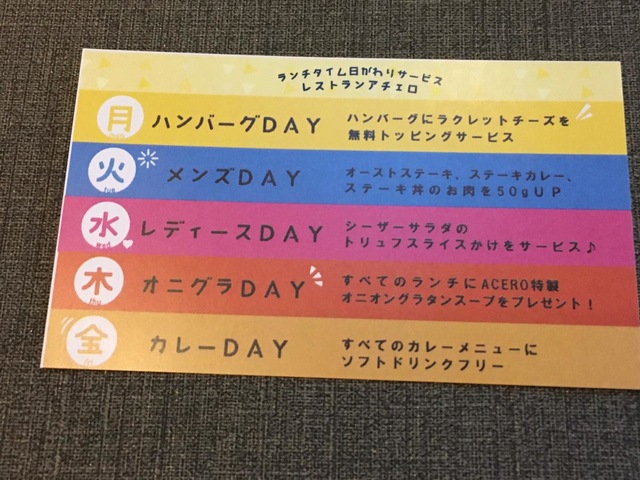 ランチタイム日がわりサービス
レストランアチェロ
月 ハンバーグDAY
ハンバーグにラクレットチーズを
無料トッピングサービス
火 メンズDAY
tue
オーストステーキ、ステーキカレー、
ステーキ丼のお肉を50gUP
水 レディースDAY
wed
シーザーサラダの
トリュフスライスかけをサービス♪
木 オニグラDAY
thu
すべてのランチにACERO特製
オニオングラタンスープをプレゼント!
金 カレーDAY
fri
すべてのカレーメニューに
ソフトドリンクフリー